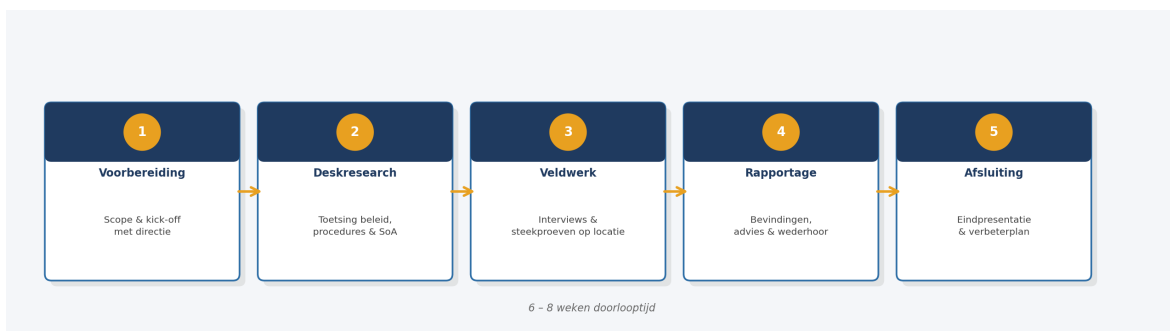 1
Voorbereiding
Scope & kick-off
met directie
2
Deskresearch
Toetsing beleid,
procedures & SoA
3
Veldwerk
Interviews &
steekproeven op locatie
4
Rapportage
Bevindingen,
advies & wederhoor
5
Afsluiting
Eindpresentatie
& verbeterplan
6 – 8 weken doorlooptijd